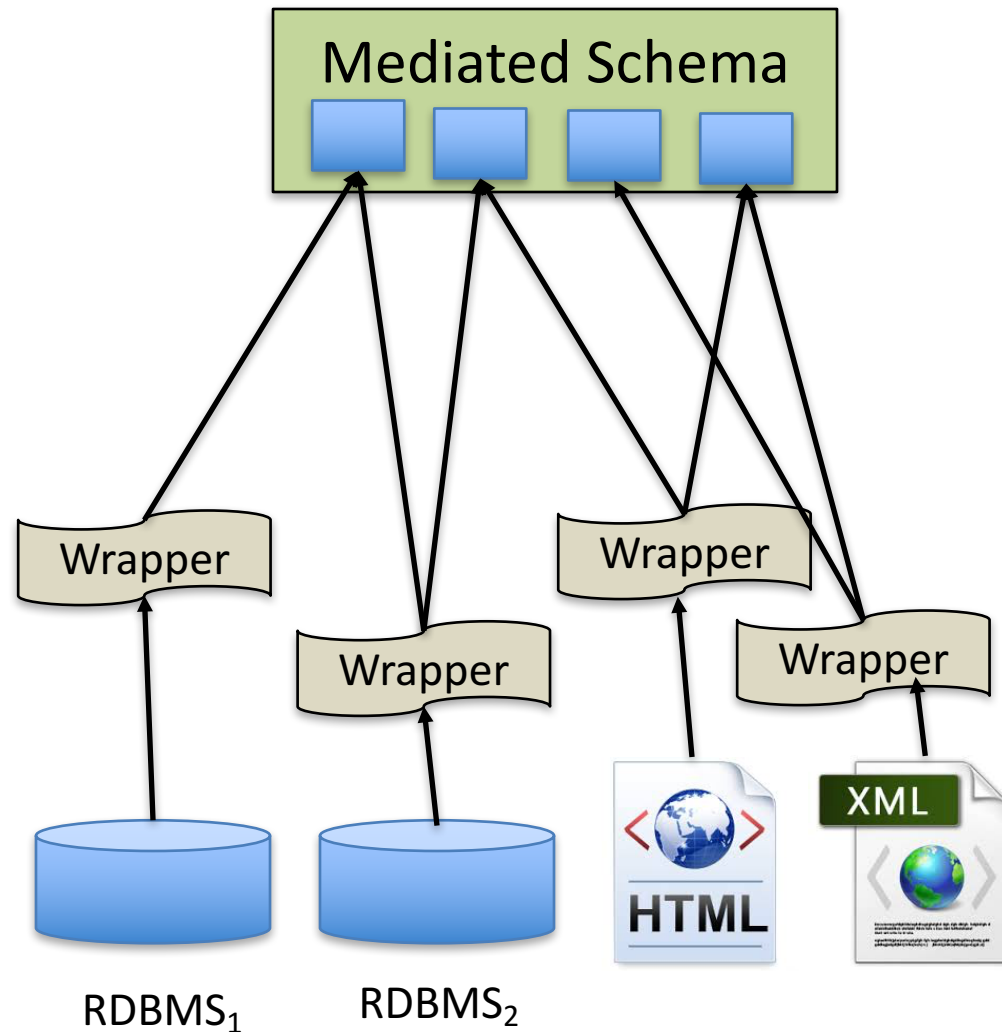 Mediated Schema
Wrapper
Wrapper
Wrapper
Wrapper
XML
< >
HTML
RDBMS₁
RDBMS₂